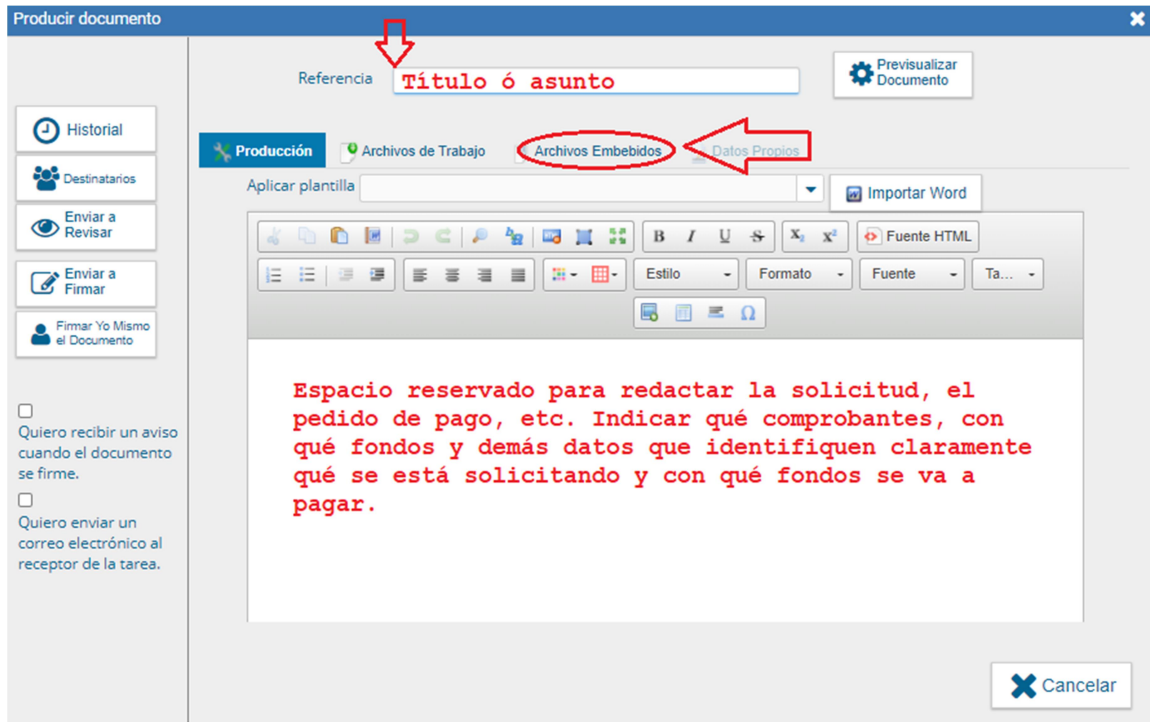 Producir documento
Referencia
Título ó asunto
Previsualizar
Documento
Historial
Destinatarios
Enviar a
Revisar
Enviar a
Firmar
Firmar Yo Mismo
el Documento
Quiero recibir un aviso
cuando el documento
se firme.
Quiero enviar un
correo electrónico al
receptor de la tarea.
Producción
Archivos de Trabajo
Archivos Embebidos
Datos Propios
Aplicar plantilla
Importar Word
B I U S X₂ X² Fuente HTML
Estilo
Formato
Fuente
Ta...
Ω
Espacio reservado para redactar la solicitud, el
pedido de pago, etc. Indicar qué comprobantes, con
qué fondos y demás datos que identifiquen claramente
qué se está solicitando y con qué fondos se va a
pagar.
Cancelar